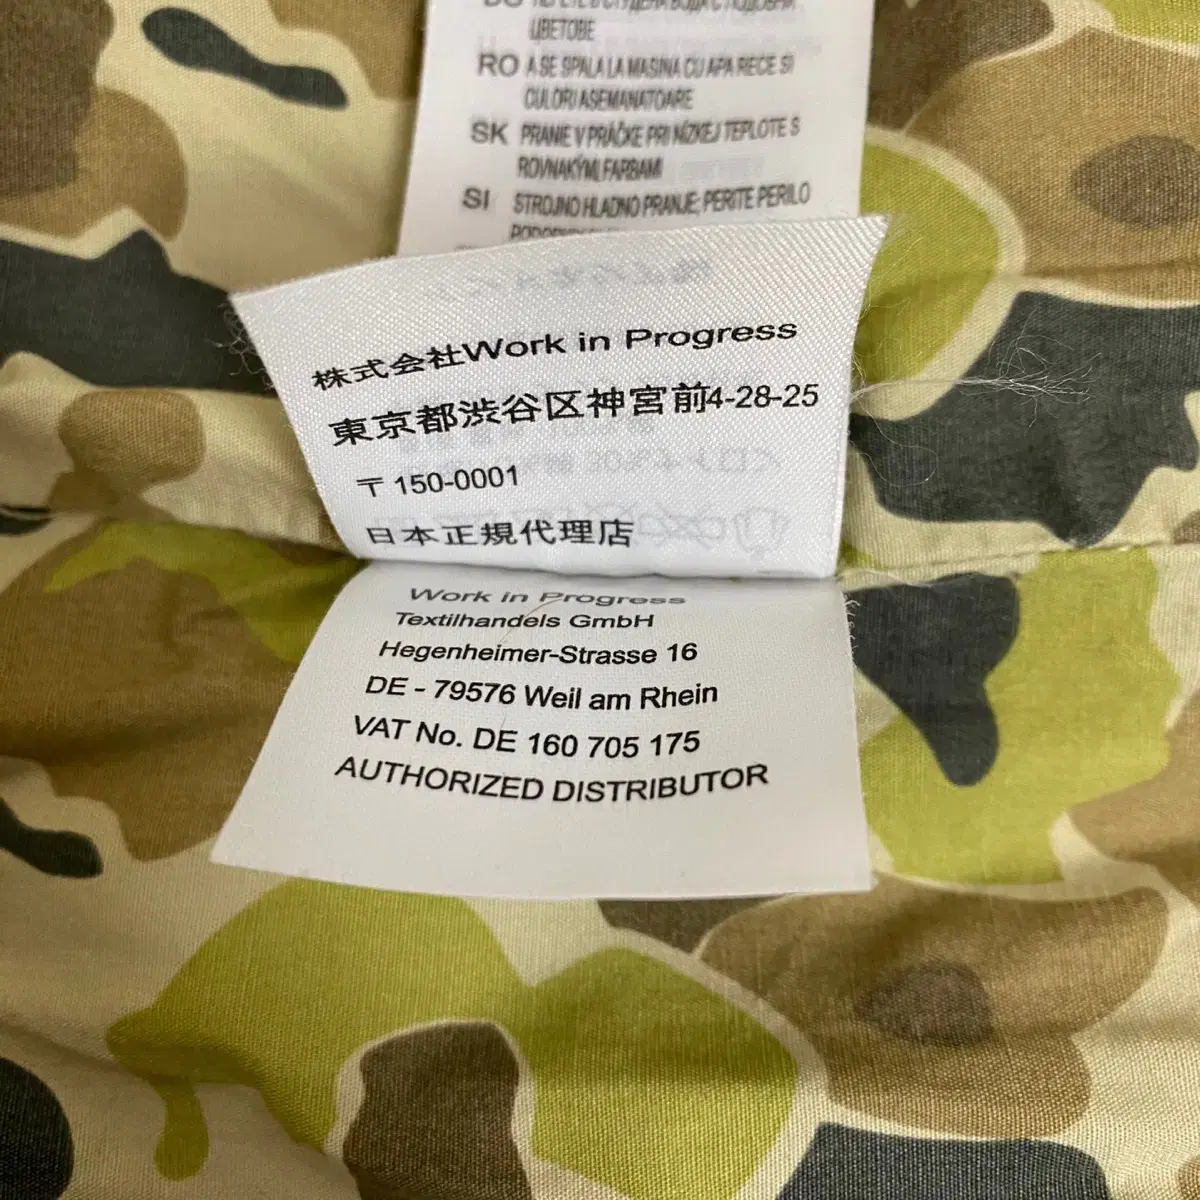 ЦВЕТОВЕ
RO A SE SPALA LA MASINA CU APA RECE SI
CULORI ASEMANATOARE
SK PRANIE V PRÁČKE PRI NÍZKEJ TEPLOTE S
ROVNAKÝMI FARBAMI
SI STROJNO HLADNO PRANJE; PERITE PERILO
株式会社Work in Progress
東京都渋谷区神宮前4-28-25
〒150-0001
日本正規代理店
Work in Progress
Textilhandels GmbH
Hegenheimer-Strasse 16
DE - 79576 Weil am Rhein
VAT No. DE 160 705 175
AUTHORIZED DISTRIBUTOR